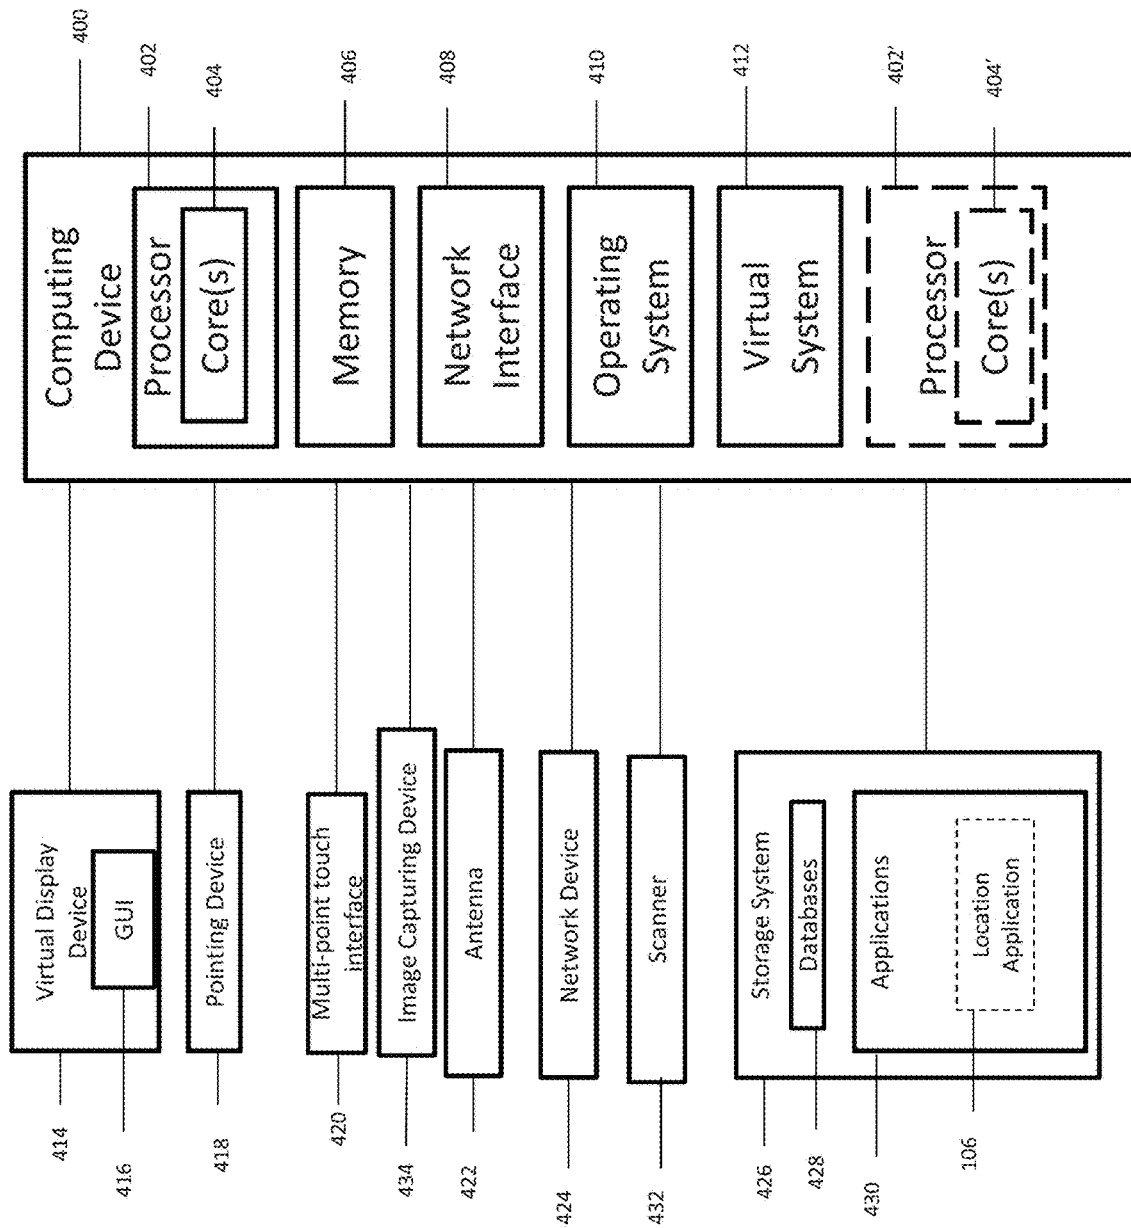 400
402
404
406
408
410
412
402'
404'
Computing
Device
Processor
Core(s)
Memory
Network
Interface
Operating
System
Virtual
System
Processor
Core(s)
Virtual Display
Device
GUI
Pointing Device
Multi-point touch
interface
Image Capturing Device
Antenna
Network Device
Scanner
Storage System
Databases
Applications
Location
Application
414
416
418
420
434
422
424
432
426
428
430
106